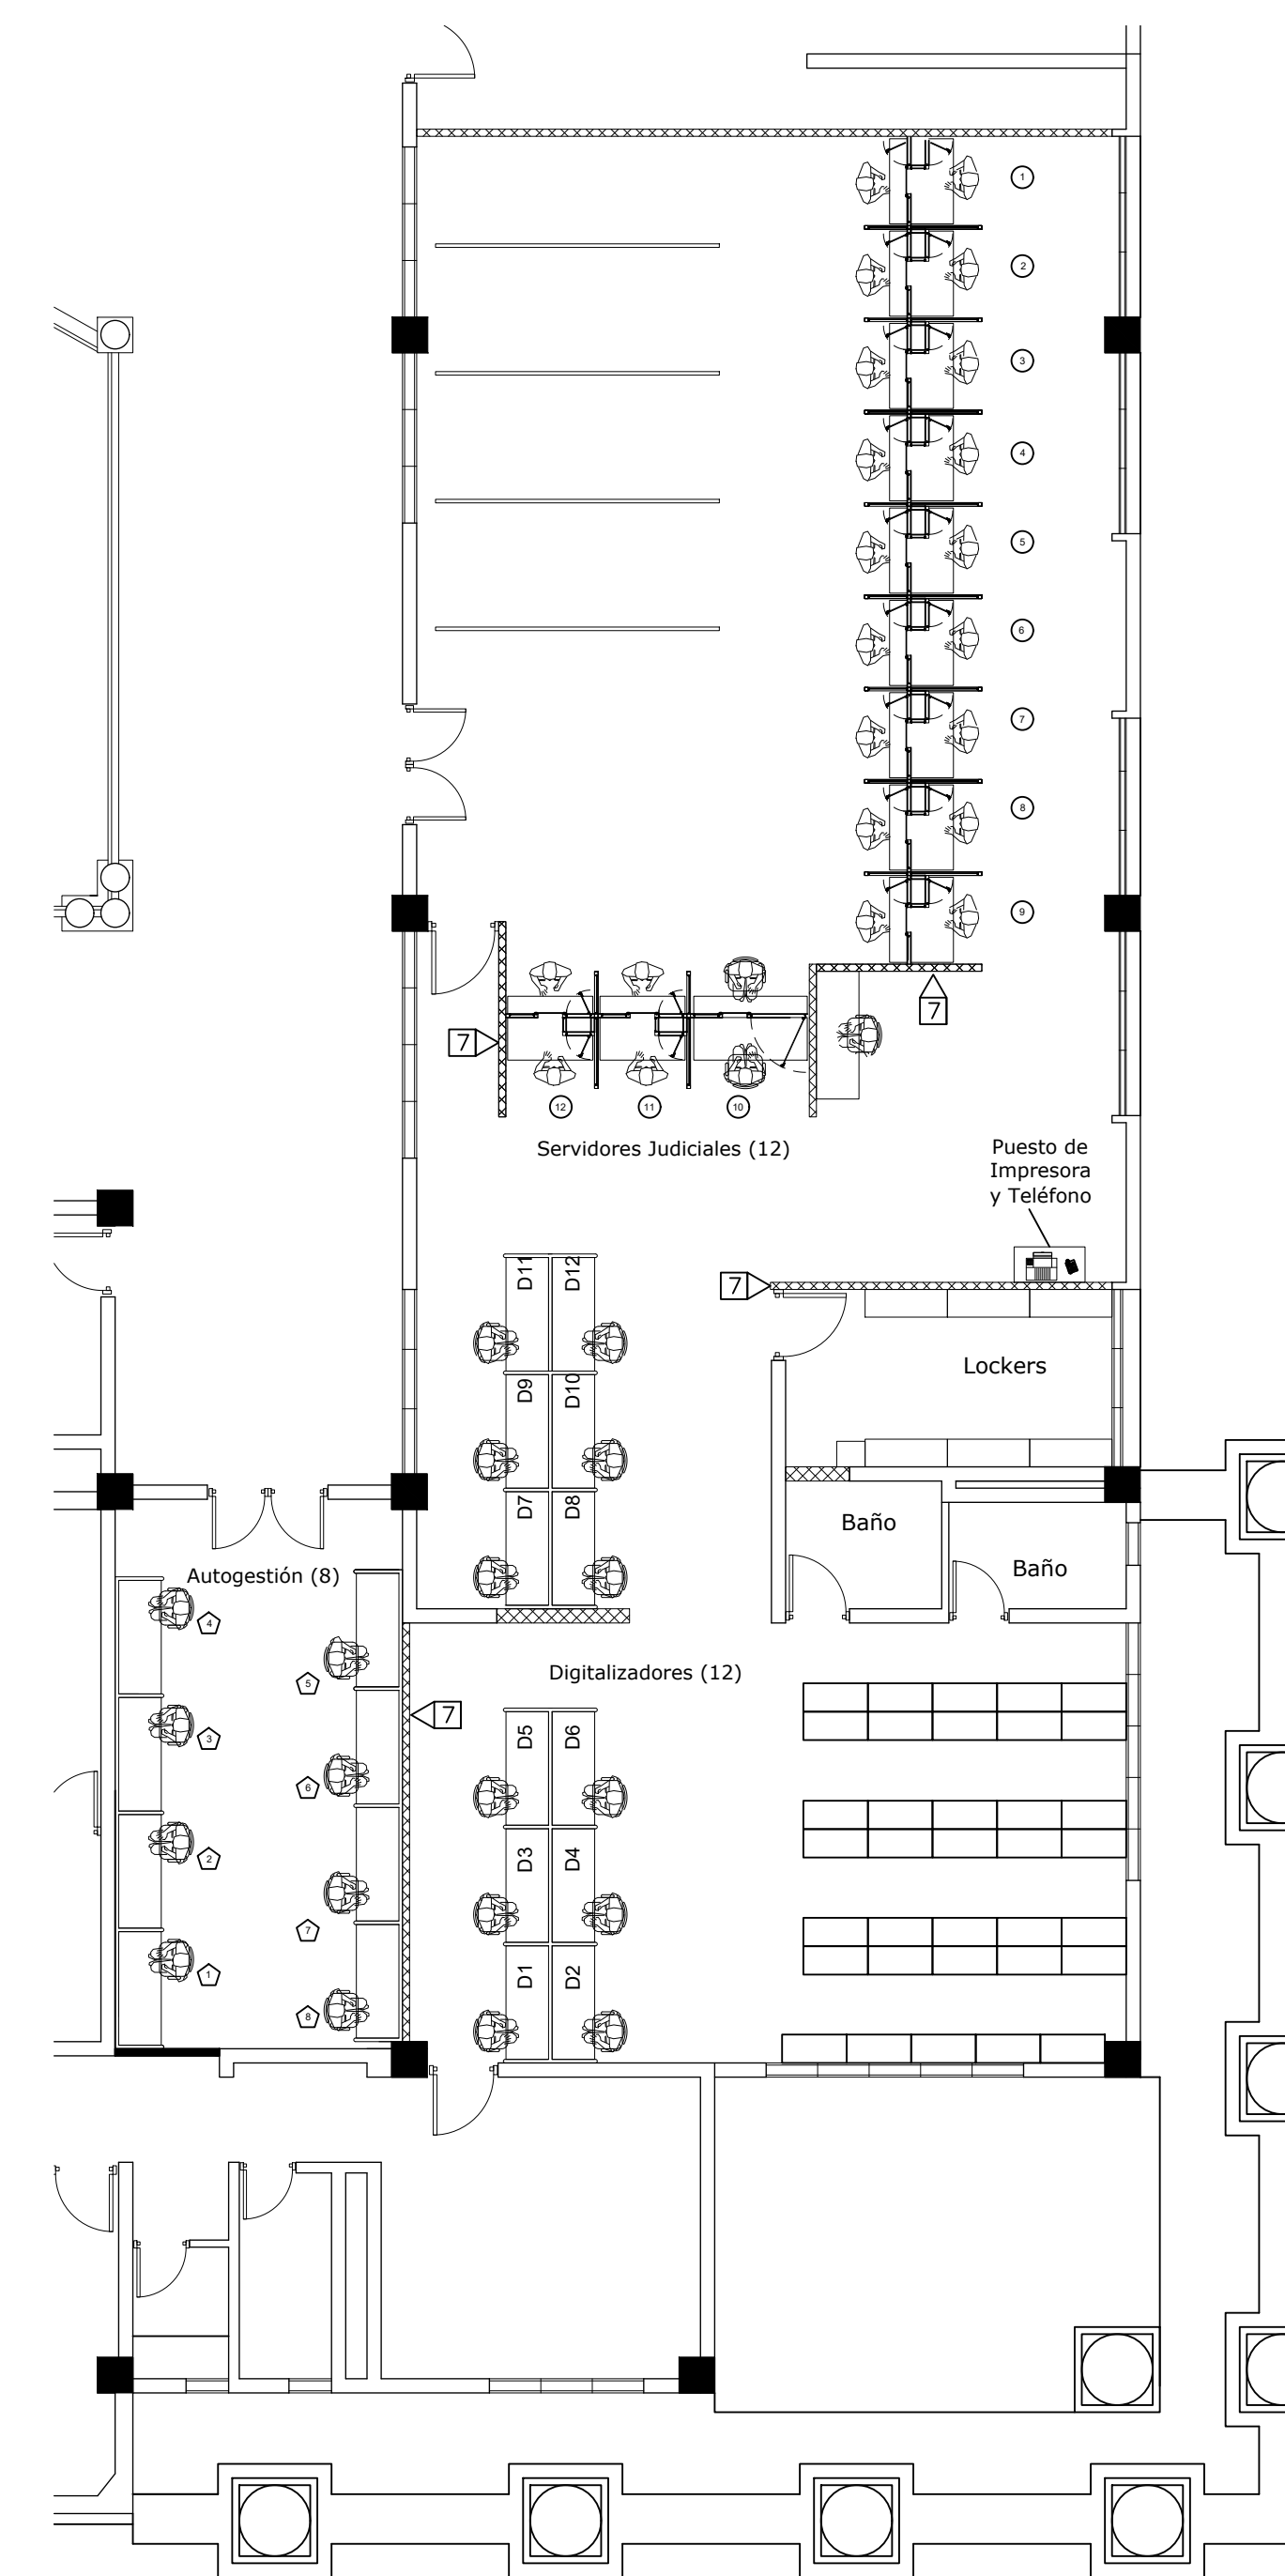 1
2
3
4
5
6
7
8
9
7
7
12
11
10
Servidores Judiciales (12)
Puesto de
Impresora
y Teléfono
D11
D12
7
Lockers
D9
D10
D7
D8
Baño
Baño
Autogestión (8)
4
5
Digitalizadores (12)
7
3
D5
D6
6
2
D3
D4
7
1
D1
D2
8